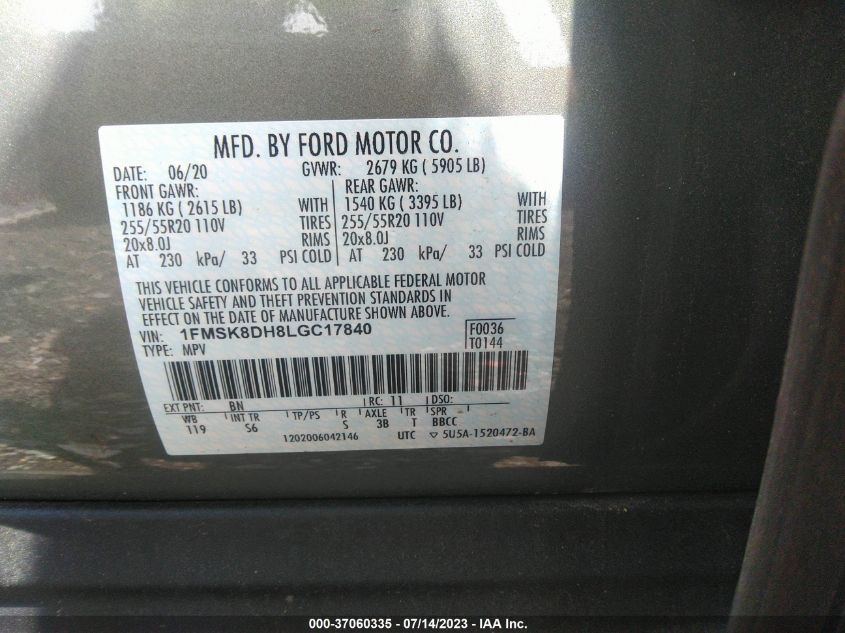 MFD. BY FORD MOTOR CO.
DATE: 06/20 GVWR: 2679 KG ( 5905 LB)
FRONT GAWR: REAR GAWR:
1186 KG ( 2615 LB) WITH 1540 KG ( 3395 LB) WITH
255/55R20 110V TIRES 255/55R20 110V TIRES
20x8.0J RIMS 20x8.0J RIMS
AT 230 kPa/ 33 PSI COLD AT 230 kPa/ 33 PSI COLD
THIS VEHICLE CONFORMS TO ALL APPLICABLE FEDERAL MOTOR
VEHICLE SAFETY AND THEFT PREVENTION STANDARDS IN
EFFECT ON THE DATE OF MANUFACTURE SHOWN ABOVE.
VIN: 1FMSK8DH8LGC17840 F0036
TYPE: MPV T0144
EXT PNT: BN RC: 11 DSO:
WB INT TR TP/PS R AXLE TR SPR
119 S6 S 3B T BBCC
1202006042146 UTC ▽ 5U5A-1520472-BA
000-37060335 - 07/14/2023 - IAA Inc.